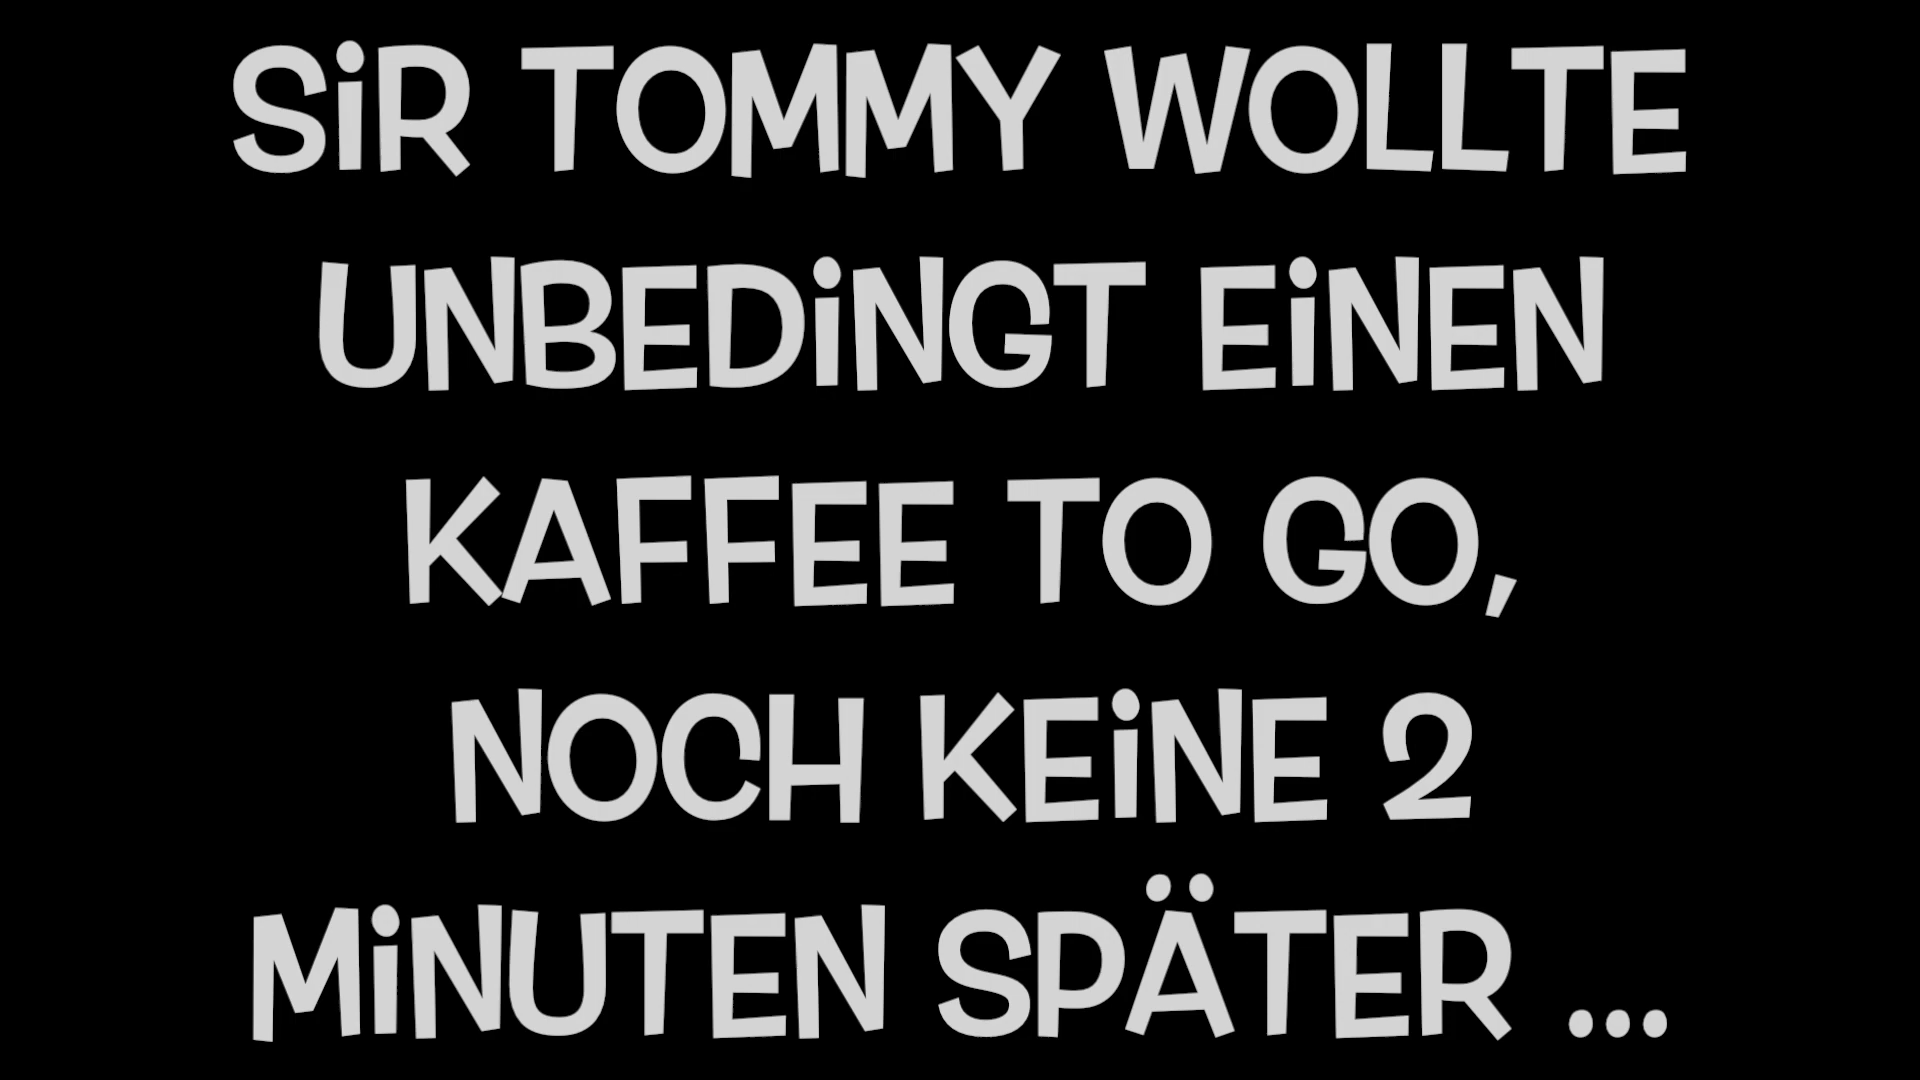 SiR TOMMY WOLLTE
UNBEDiNGT EiNEN
KAFFEE TO GO,
NOCH KEiNE 2
MiNUTEN SPÄTER ...